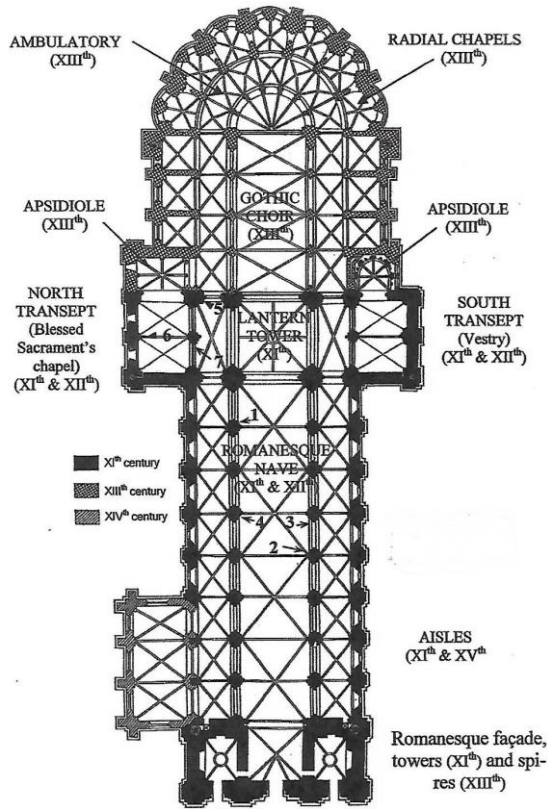 AMBULATORY
(XIIIth)
RADIAL CHAPELS
(XIIIth)
GOTHIC
CHOIR
(XIIIth)
APSIDIOLE
(XIIIth)
APSIDIOLE
(XIIIth)
NORTH
TRANSEPT
(Blessed
Sacrament's
chapel)
(XIth & XIIth)
5
LANTERN
TOWER
(XIth)
6
7
SOUTH
TRANSEPT
(Vestry)
(XIth & XIIth)
1
ROMANESQUE
NAVE
(XIth & XIIth)
XIth century
XIIIth century
XIVth century
4
3
2
AISLES
(XIth & XVth
Romanesque façade,
towers (XIth) and spi-
res (XIIIth)